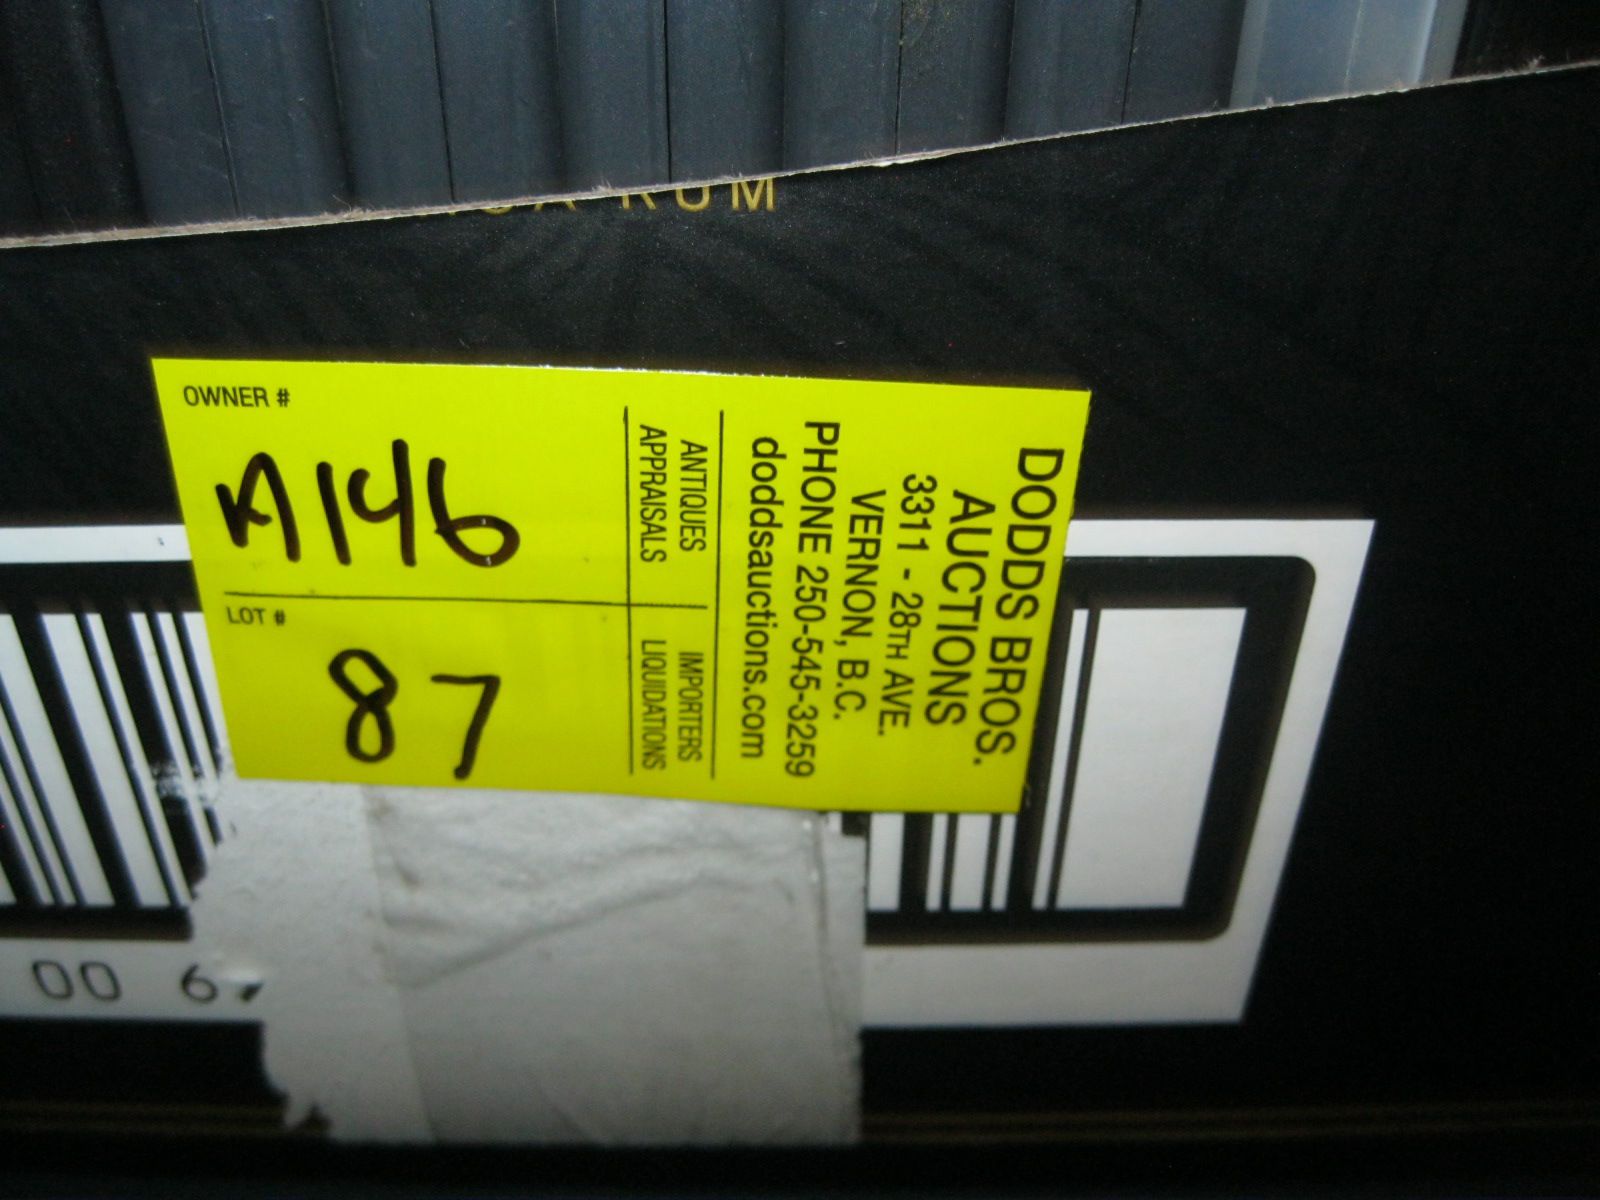 RUM
OWNER #
A146
LOT #
87
ANTIQUES
APPRAISALS
IMPORTERS
LIQUIDATIONS
DODDS BROS.
AUCTIONS
3311 - 28TH AVE.
VERNON, B.C.
PHONE 250-545-3259
doddsauctions.com
00 6